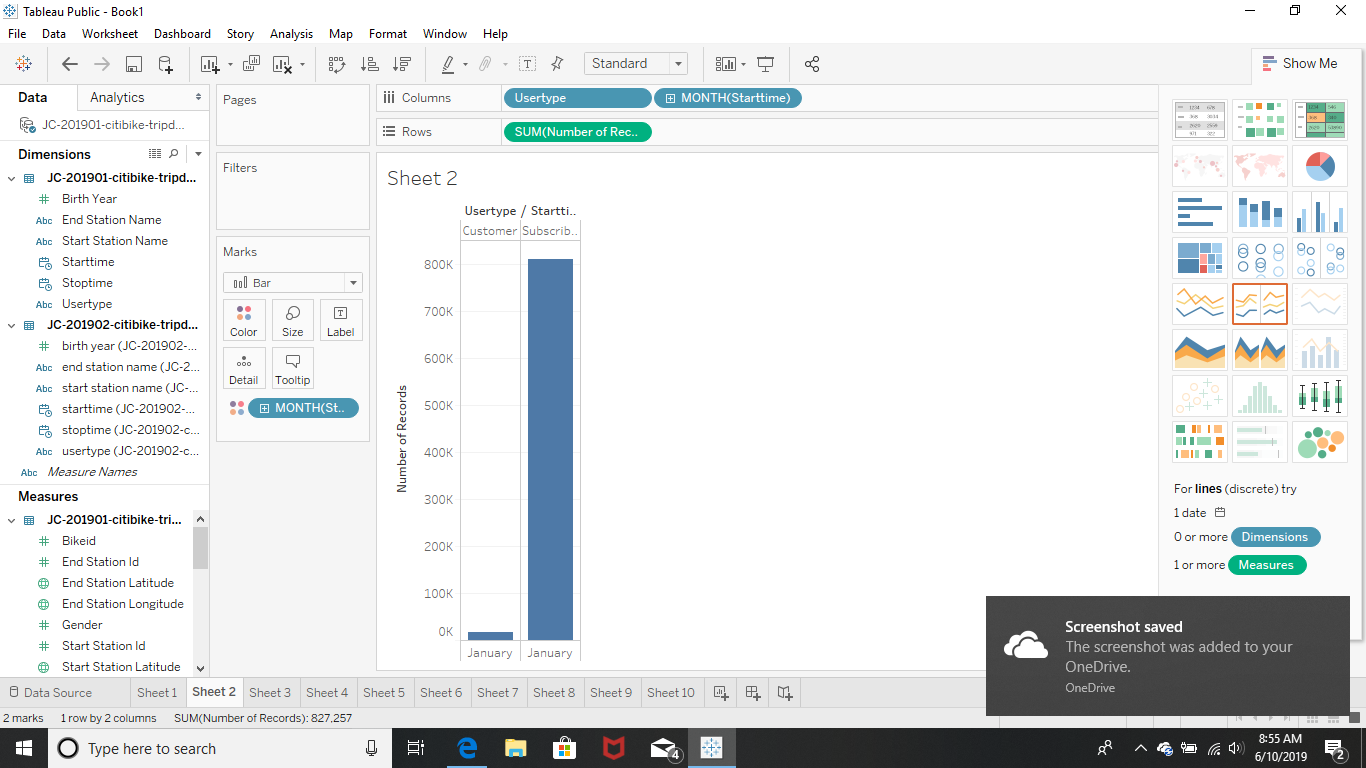 Tableau Public - Book1
File Data Worksheet Dashboard Story Analysis Map Format Window Help
Standard
Show Me
Data Analytics
JC-201901-citibike-tripd...
Dimensions
JC-201901-citibike-tripd...
Birth Year
Abc End Station Name
Abc Start Station Name
Starttime
Stoptime
Abc Usertype
JC-201902-citibike-tripd...
birth year (JC-201902-...
Abc end station name (JC-2...
Abc start station name (JC-...
starttime (JC-201902-...
stoptime (JC-201902-c...
Abc usertype (JC-201902-c...
Abc Measure Names
Measures
JC-201901-citibike-tri...
Bikeid
End Station Id
End Station Latitude
End Station Longitude
Gender
Start Station Id
Start Station Latitude
Pages
Filters
Marks
Bar
Color Size Label
Detail Tooltip
MONTH(St..
Columns Usertype MONTH(Starttime)
Rows SUM(Number of Rec..
Sheet 2
Usertype / Startti..
Customer Subscrib..
Number of Records
800K
700K
600K
500K
400K
300K
200K
100K
0K
January January
For lines (discrete) try
1 date
0 or more Dimensions
1 or more Measures
Screenshot saved
The screenshot was added to your
OneDrive.
OneDrive
Data Source Sheet 1 Sheet 2 Sheet 3 Sheet 4 Sheet 5 Sheet 6 Sheet 7 Sheet 8 Sheet 9 Sheet 10
2 marks 1 row by 2 columns SUM(Number of Records): 827,257
Type here to search
4
8:55 AM
6/10/2019
2